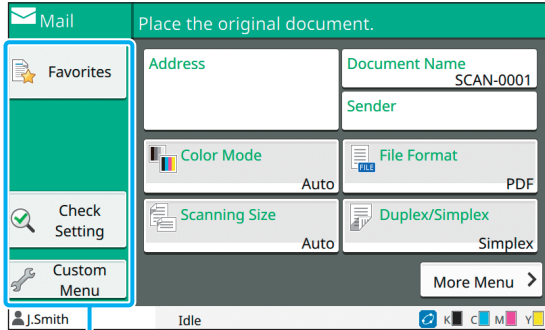 Mail
Place the original document.
Favorites
Check
Setting
Custom
Menu
Address
Document Name
SCAN-0001
Sender
Color Mode
Auto
File Format
FILE
PDF
Scanning Size
Auto
Duplex/Simplex
Simplex
More Menu
J.Smith
Idle
K C M Y